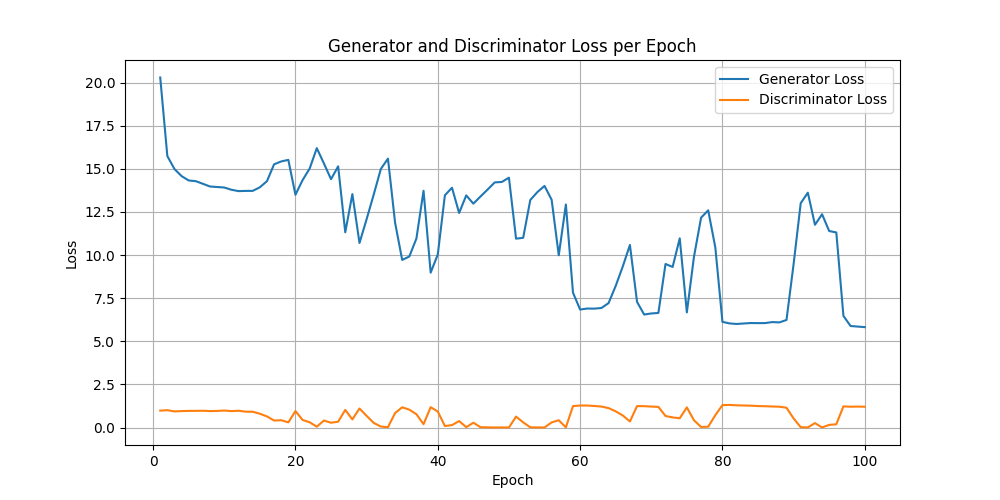 Generator and Discriminator Loss per Epoch
Generator Loss
Discriminator Loss
20.0
17.5
15.0
12.5
10.0
7.5
5.0
2.5
0.0
Loss
0 20 40 60 80 100
Epoch